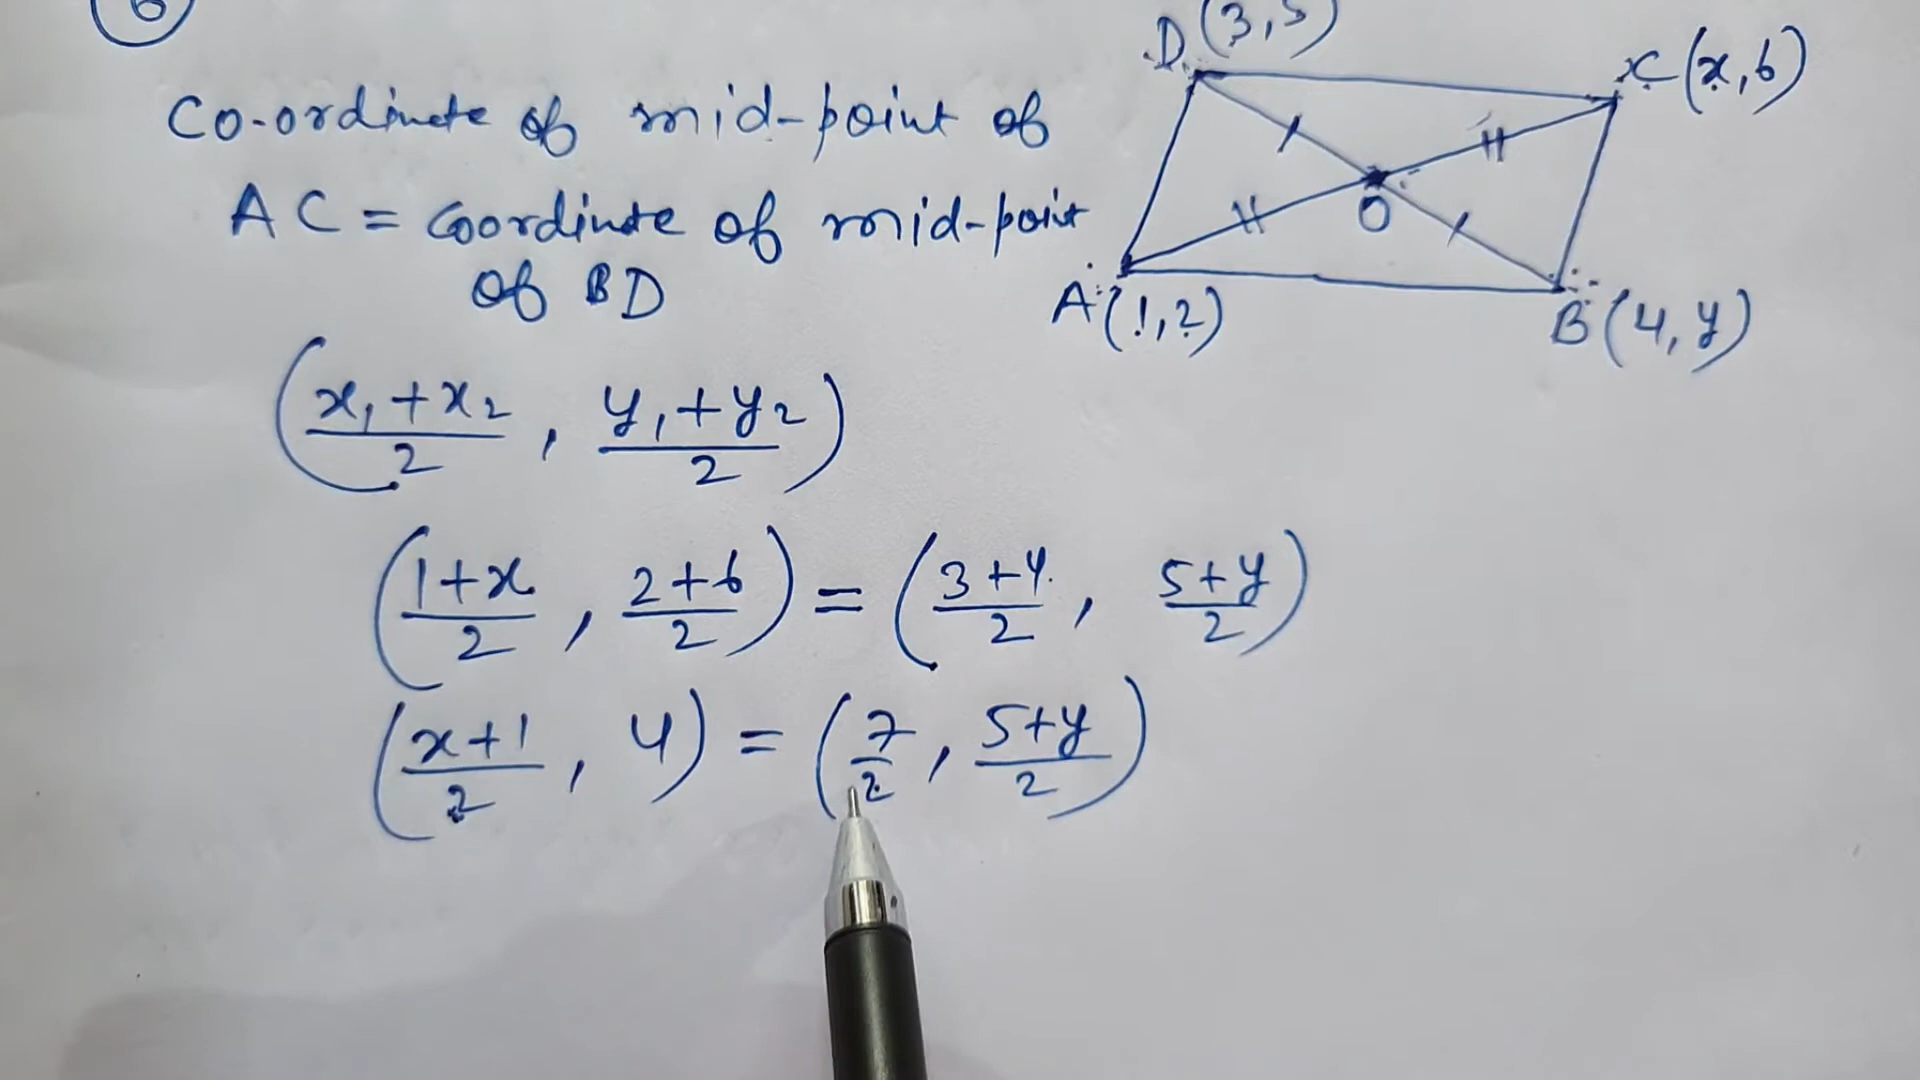 6
D (3,5)
C (x, 6)
Co-ordinate of mid-point of
AC = Coordinate of mid-point
of BD
O
A (1,2)
B (4, y)
(x₁+x₂/2 , y₁+y₂/2)
(1+x/2 , 2+6/2) = (3+4/2 , 5+y/2)
(x+1/2 , 4) = (7/2 , 5+y/2)